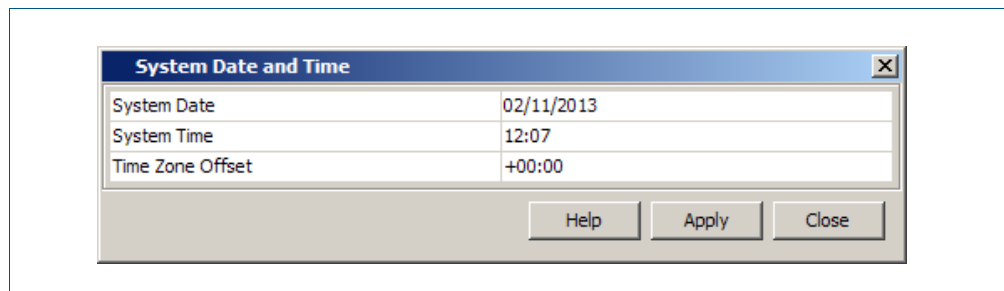 System Date and Time
System Date 02/11/2013
System Time 12:07
Time Zone Offset +00:00
Help Apply Close